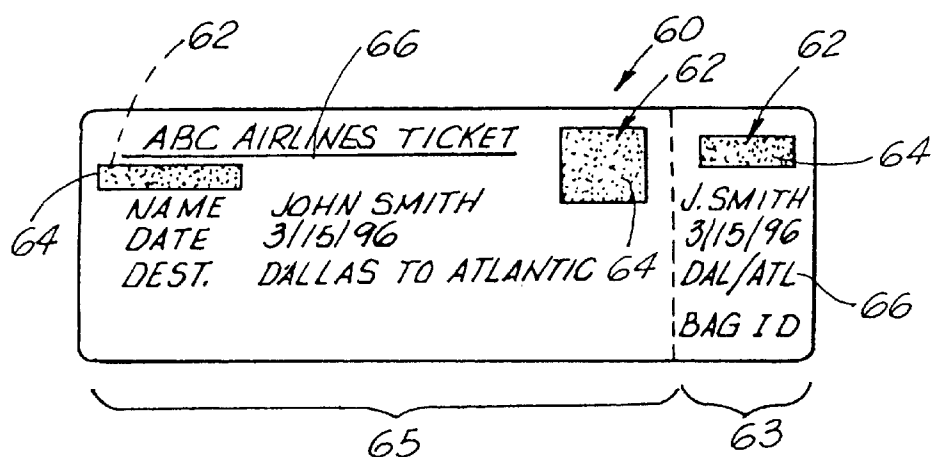 62
66
60
62
62
ABC AIRLINES TICKET
64
64
NAME JOHN SMITH
DATE 3/15/96
DEST. DALLAS TO ATLANTIC 64
J. SMITH
3/15/96
DAL/ATL
66
BAG ID
65
63